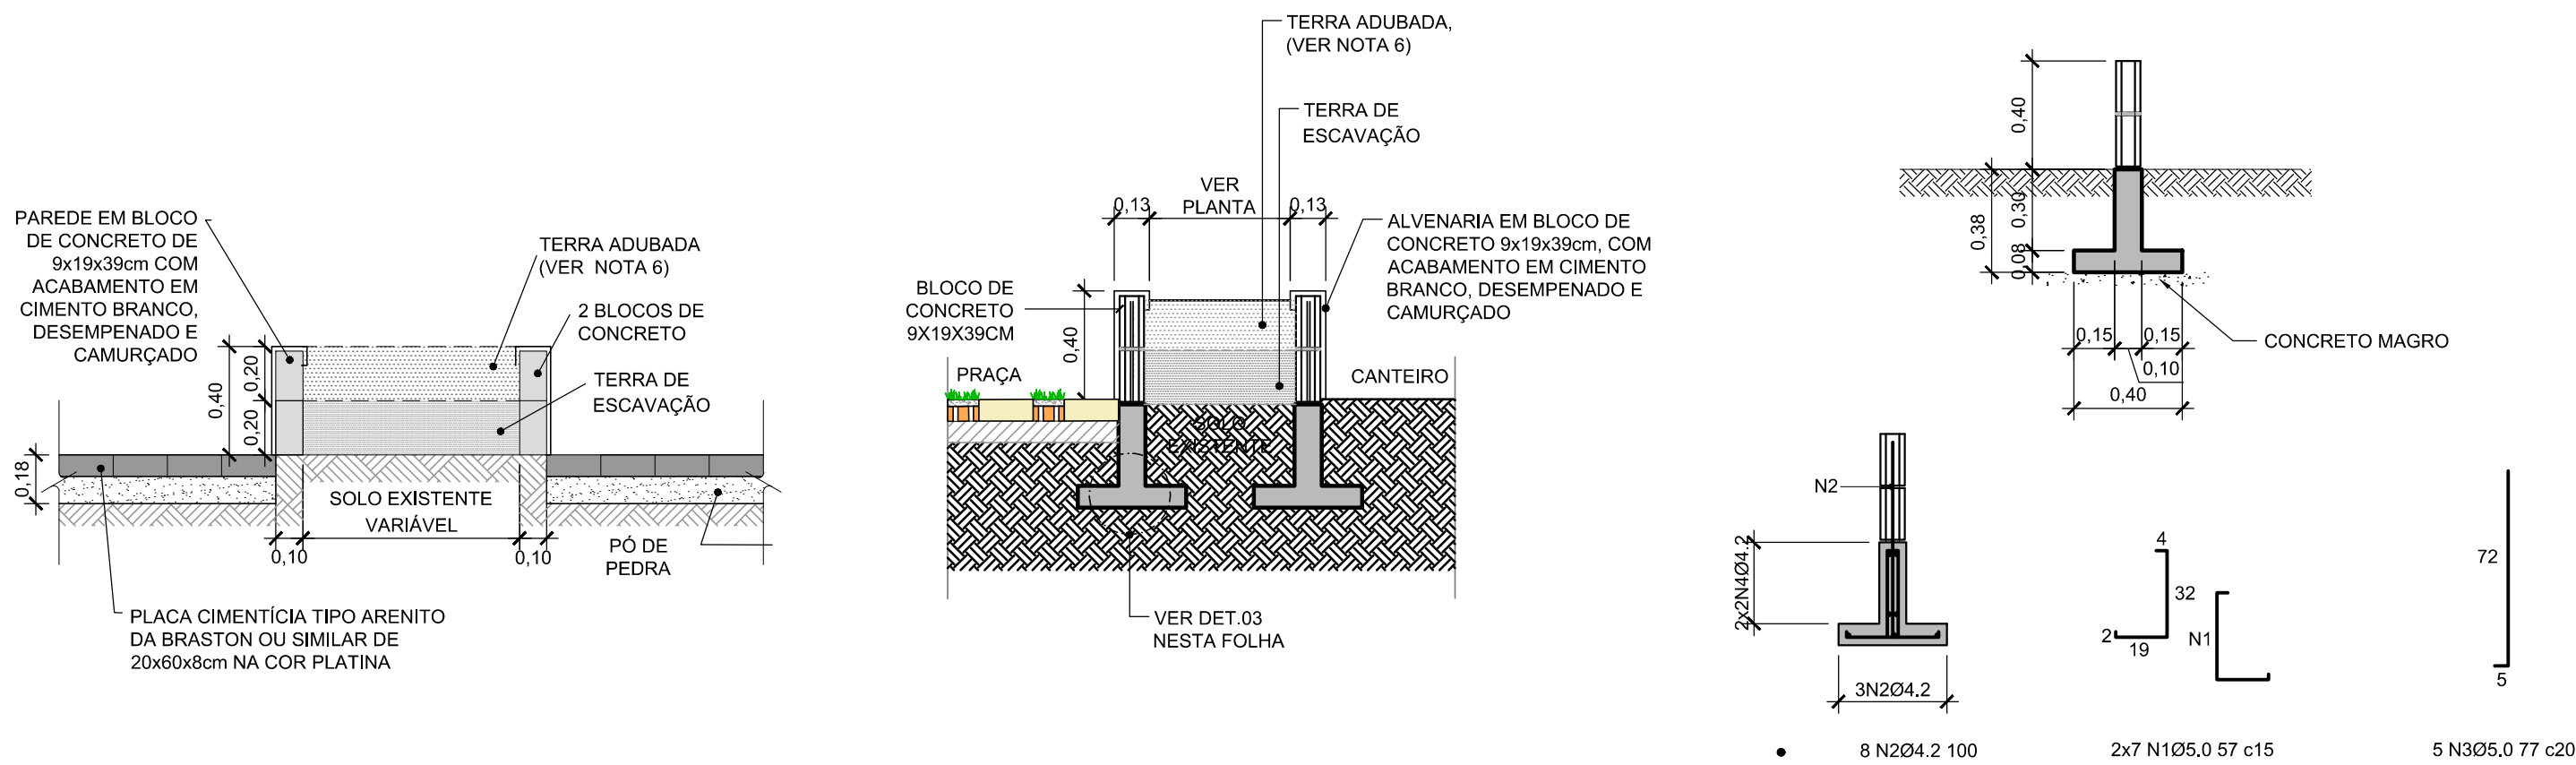 PAREDE EM BLOCO
DE CONCRETO DE
9x19x39cm COM
ACABAMENTO EM
CIMENTO BRANCO,
DESEMPENADO E
CAMURÇADO
TERRA ADUBADA
(VER NOTA 6)
2 BLOCOS DE
CONCRETO
TERRA DE
ESCAVAÇÃO
0,40
0,20
0,20
0,18
SOLO EXISTENTE
VARIÁVEL
0,10
0,10
PÓ DE
PEDRA
PLACA CIMENTÍCIA TIPO ARENITO
DA BRASTON OU SIMILAR DE
20x60x8cm NA COR PLATINA
TERRA ADUBADA,
(VER NOTA 6)
TERRA DE
ESCAVAÇÃO
VER
PLANTA
0,13
0,13
ALVENARIA EM BLOCO DE
CONCRETO 9x19x39cm, COM
ACABAMENTO EM CIMENTO
BRANCO, DESEMPENADO E
CAMURÇADO
BLOCO DE
CONCRETO
9X19X39CM
0,40
PRAÇA
CANTEIRO
SOLO
EXISTENTE
VER DET.03
NESTA FOLHA
0,40
0,38
0,30
0,08
0,15
0,15
0,10
0,40
CONCRETO MAGRO
N2
2x2N4Ø4.2
3N2Ø4.2
4
32
2
19
N1
72
5
8 N2Ø4.2 100
2x7 N1Ø5.0 57 c15
5 N3Ø5.0 77 c20